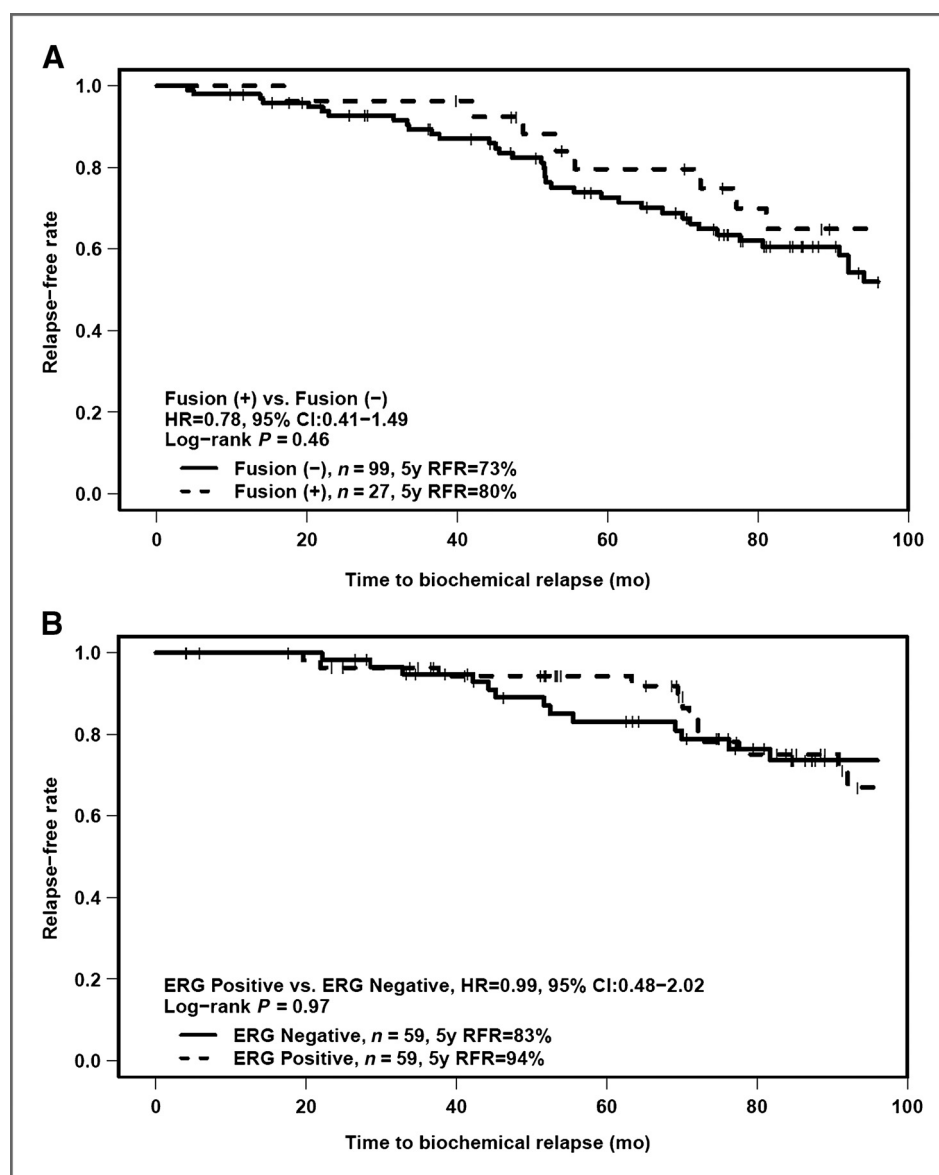 A
1.0
0.8
0.6
0.4
0.2
0.0
Relapse−free rate
Fusion (+) vs. Fusion (−)
HR=0.78, 95% CI:0.41−1.49
Log−rank P = 0.46
Fusion (−), n = 99, 5y RFR=73%
Fusion (+), n = 27, 5y RFR=80%
0 20 40 60 80 100
Time to biochemical relapse (mo)
B
1.0
0.8
0.6
0.4
0.2
0.0
Relapse−free rate
ERG Positive vs. ERG Negative, HR=0.99, 95% CI:0.48−2.02
Log−rank P = 0.97
ERG Negative, n = 59, 5y RFR=83%
ERG Positive, n = 59, 5y RFR=94%
0 20 40 60 80 100
Time to biochemical relapse (mo)